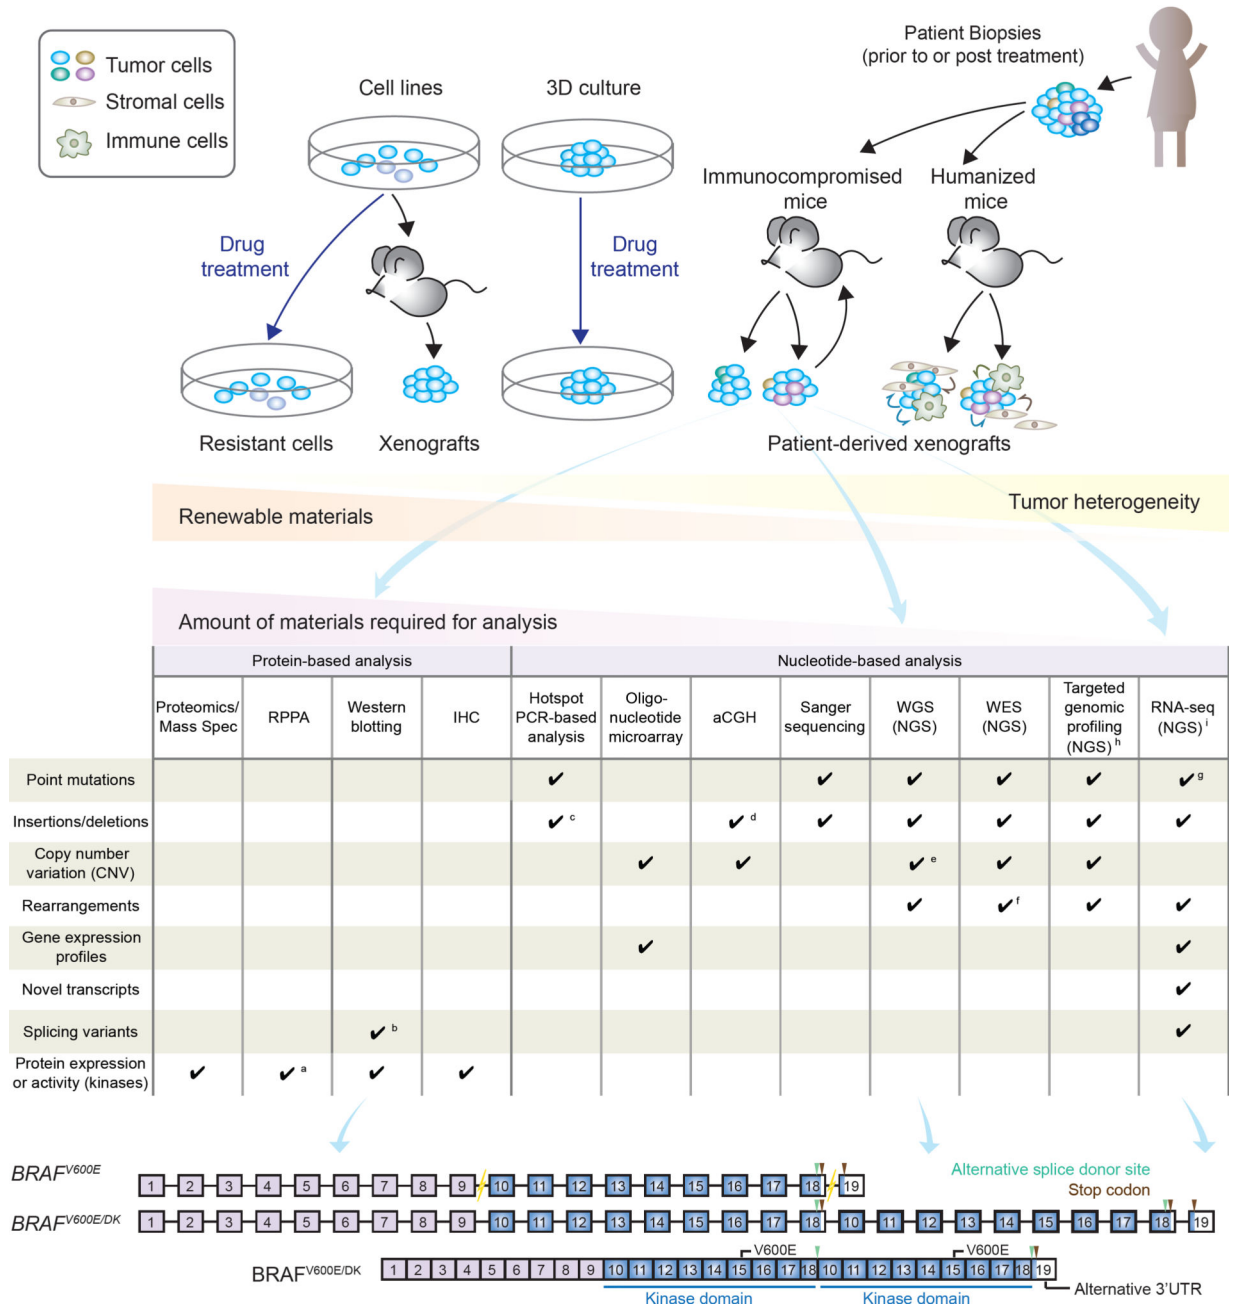 Tumor cells
Stromal cells
Immune cells
Cell lines
3D culture
Patient Biopsies
(prior to or post treatment)
Immunocompromised
mice
Humanized
mice
Drug
treatment
Drug
treatment
Resistant cells
Xenografts
Patient-derived xenografts
Tumor heterogeneity
Renewable materials
Amount of materials required for analysis
Protein-based analysis
Nucleotide-based analysis
Proteomics/
Mass Spec
RPPA
Western
blotting
IHC
Hotspot
PCR-based
analysis
Oligo-
nucleotide
microarray
aCGH
Sanger
sequencing
WGS
(NGS)
WES
(NGS)
Targeted
genomic
profiling
(NGS) h
RNA-seq
(NGS) i
Point mutations ✔ ✔ ✔ ✔ ✔ ✔ g
Insertions/deletions ✔ c ✔ d ✔ ✔ ✔ ✔ ✔
Copy number
variation (CNV) ✔ ✔ ✔ e ✔ ✔
Rearrangements ✔ ✔ f ✔ ✔
Gene expression
profiles ✔ ✔
Novel transcripts ✔
Splicing variants ✔ b ✔
Protein expression
or activity (kinases) ✔ ✔ a ✔ ✔
Alternative splice donor site
Stop codon
BRAF V600E
1 2 3 4 5 6 7 8 9 10 11 12 13 14 15 16 17 18 19
BRAF V600E/DK
1 2 3 4 5 6 7 8 9 10 11 12 13 14 15 16 17 18 10 11 12 13 14 15 16 17 18 19
V600E V600E
BRAF V600E/DK
1 2 3 4 5 6 7 8 9 10 11 12 13 14 15 16 17 18 10 11 12 13 14 15 16 17 18 19
Alternative 3'UTR
Kinase domain Kinase domain